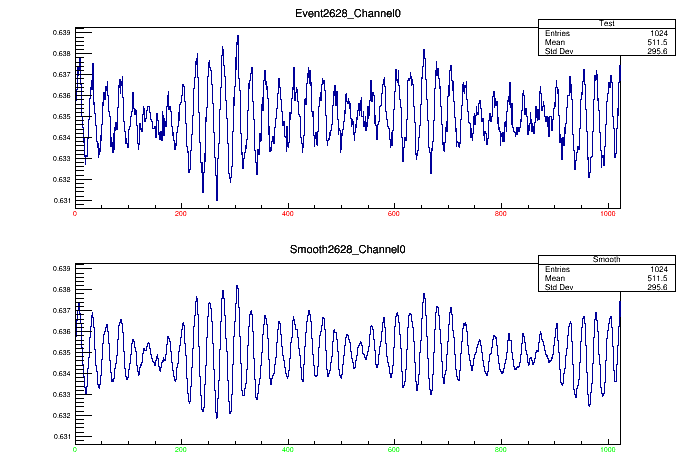 Event2628_Channel0
Test
Entries 1024
Mean 511.5
Std Dev 295.6
0.639
0.638
0.637
0.636
0.635
0.634
0.633
0.632
0.631
0 200 400 600 800 1000
Smooth2628_Channel0
Smooth
Entries 1024
Mean 511.5
Std Dev 295.6
0.639
0.638
0.637
0.636
0.635
0.634
0.633
0.632
0.631
0 200 400 600 800 1000